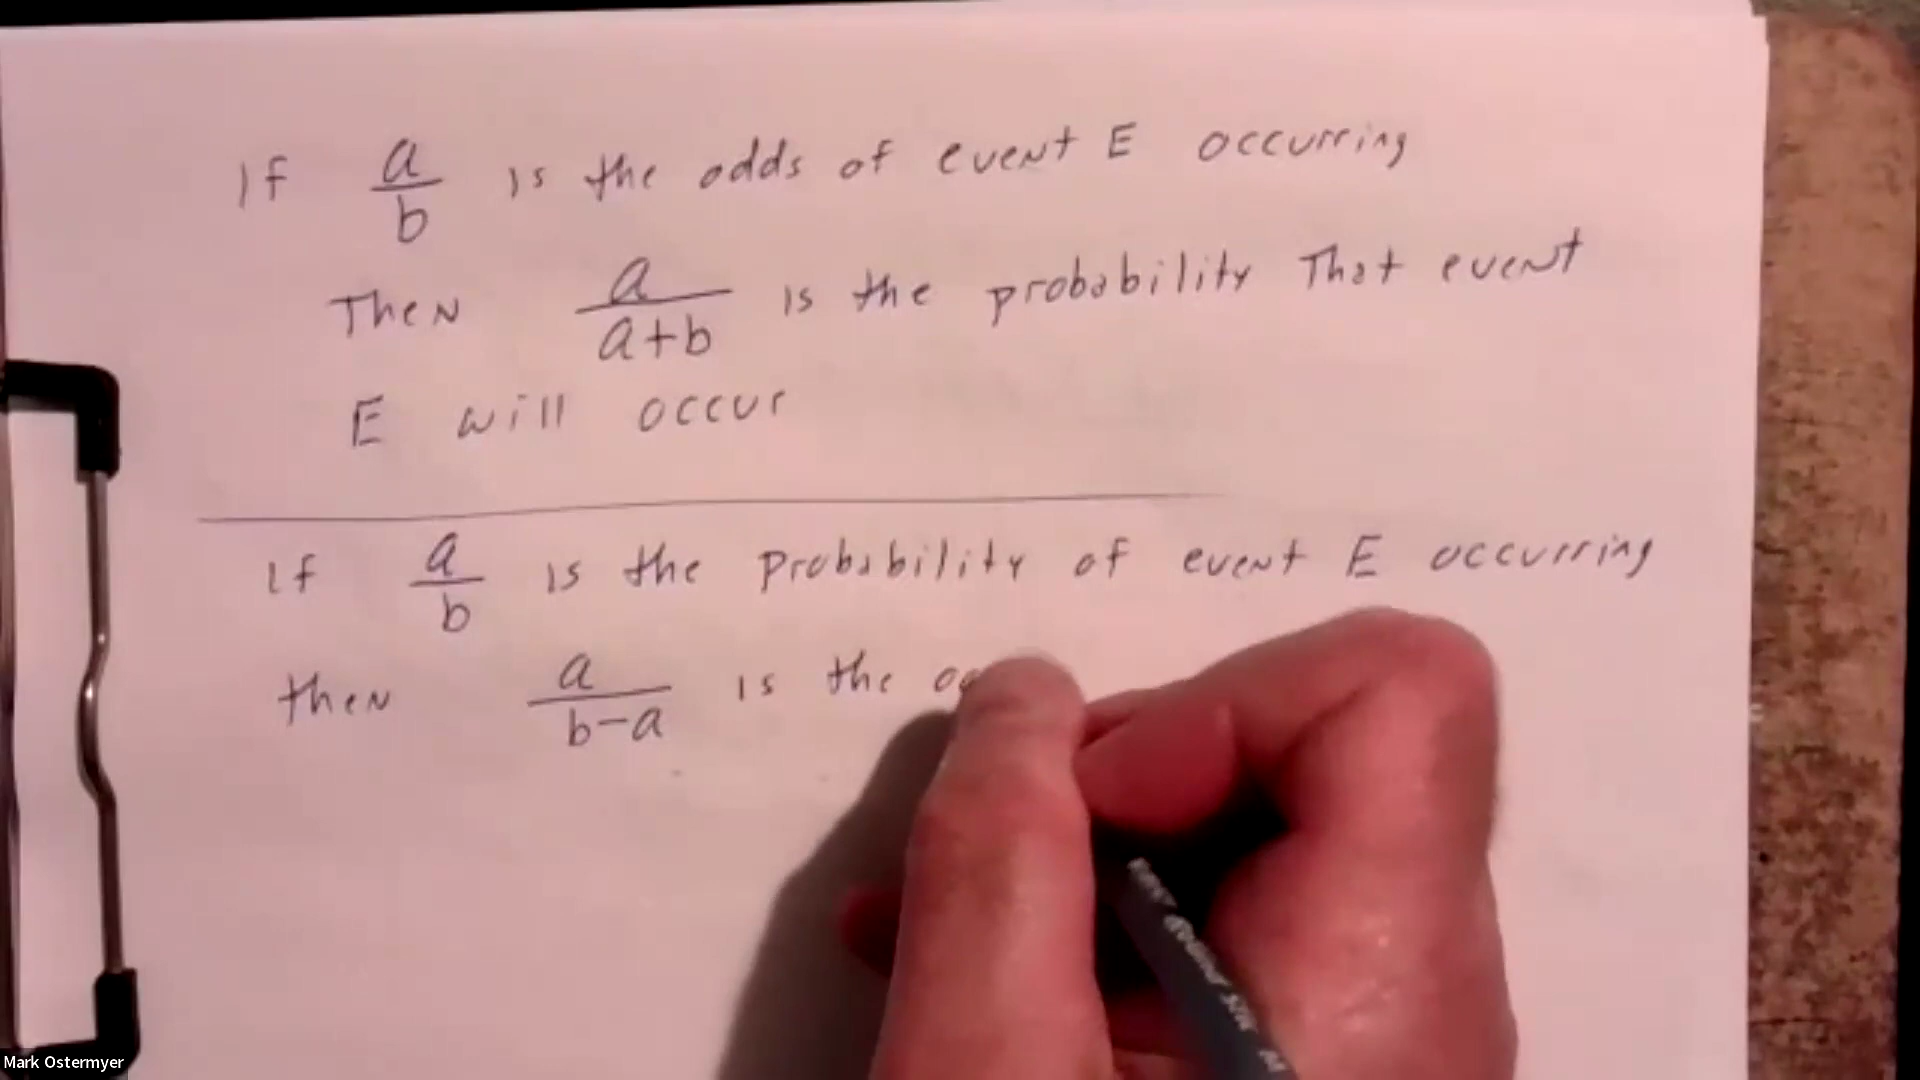 If a/b is the odds of event E occurring
Then a/a+b is the probability That event
E will occur
If a/b is the probability of event E occurring
then a/b-a is the
Mark Ostermyer